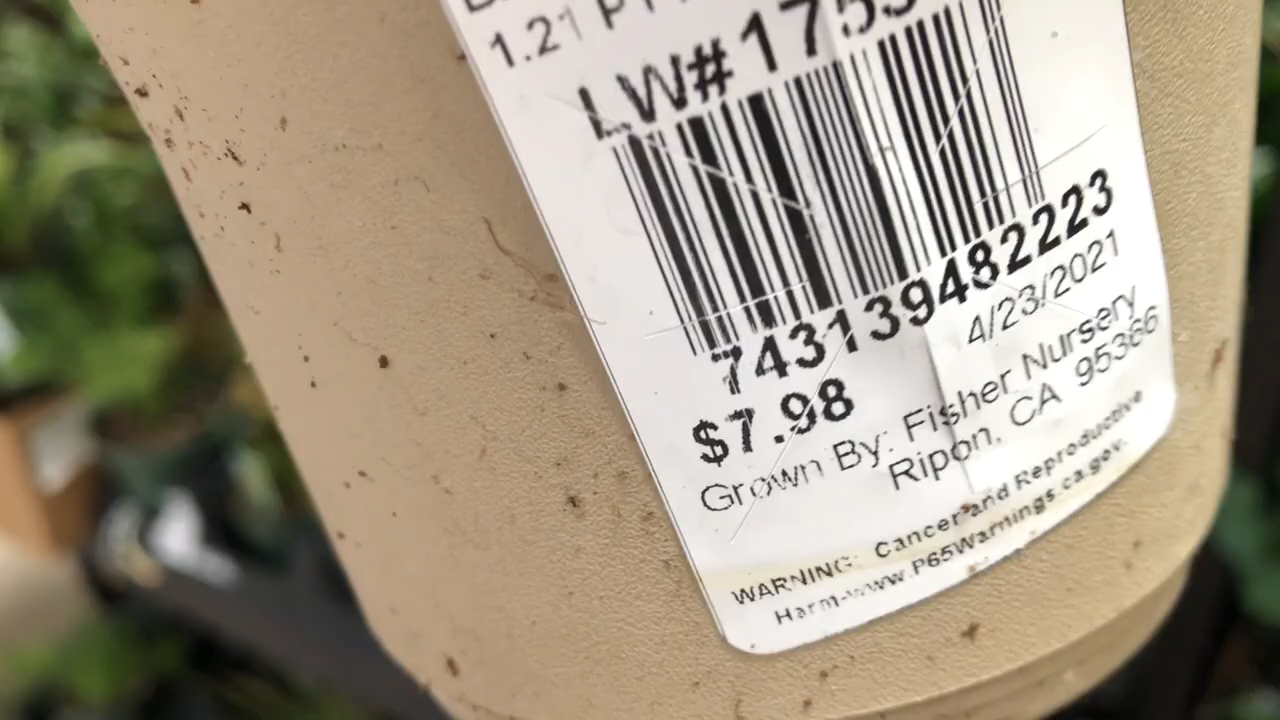 1.21
LW#
743139482223
4/23/2021
$7.98
Grown By: Fisher Nursery
Ripon, CA 95366
WARNING: Cancer and Reproductive
Harm-www.P65Warnings.ca.gov.